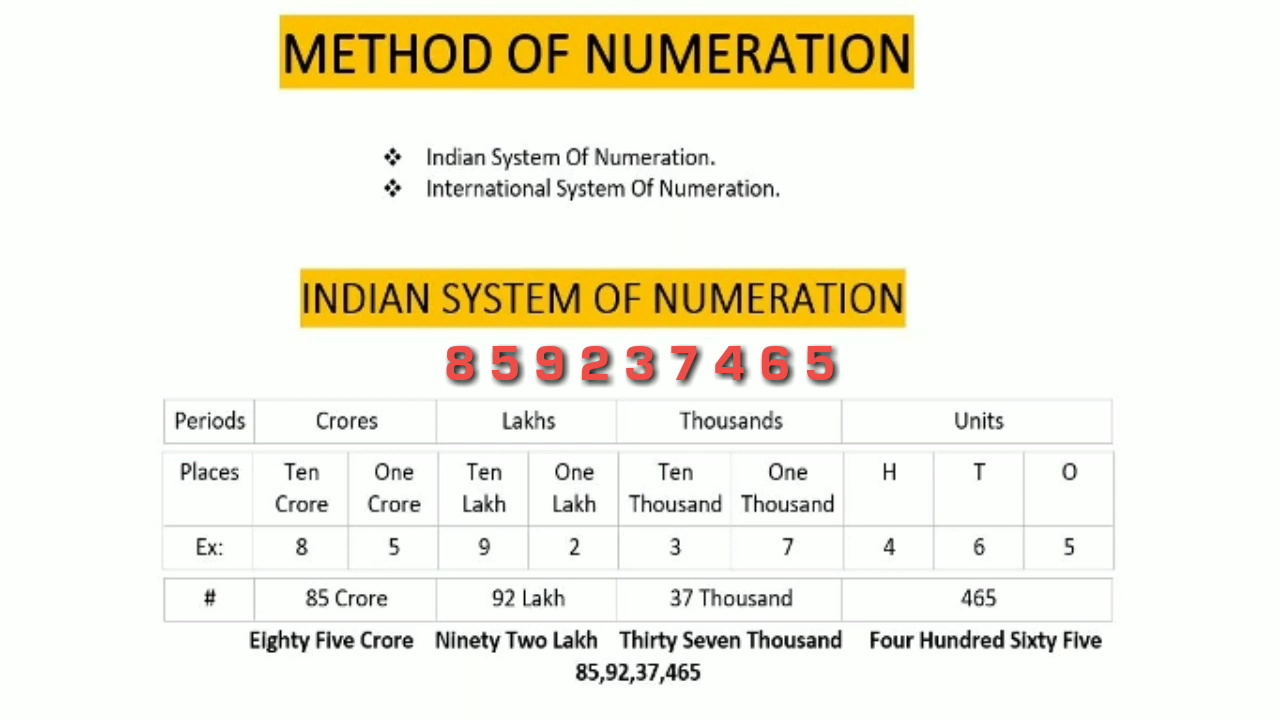 METHOD OF NUMERATION
❖ Indian System Of Numeration.
❖ International System Of Numeration.
INDIAN SYSTEM OF NUMERATION
8 5 9 2 3 7 4 6 5
Periods Crores Lakhs Thousands Units
Places Ten Crore One Crore Ten Lakh One Lakh Ten Thousand One Thousand H T O
Ex: 8 5 9 2 3 7 4 6 5
# 85 Crore 92 Lakh 37 Thousand 465
Eighty Five Crore Ninety Two Lakh Thirty Seven Thousand Four Hundred Sixty Five
85,92,37,465